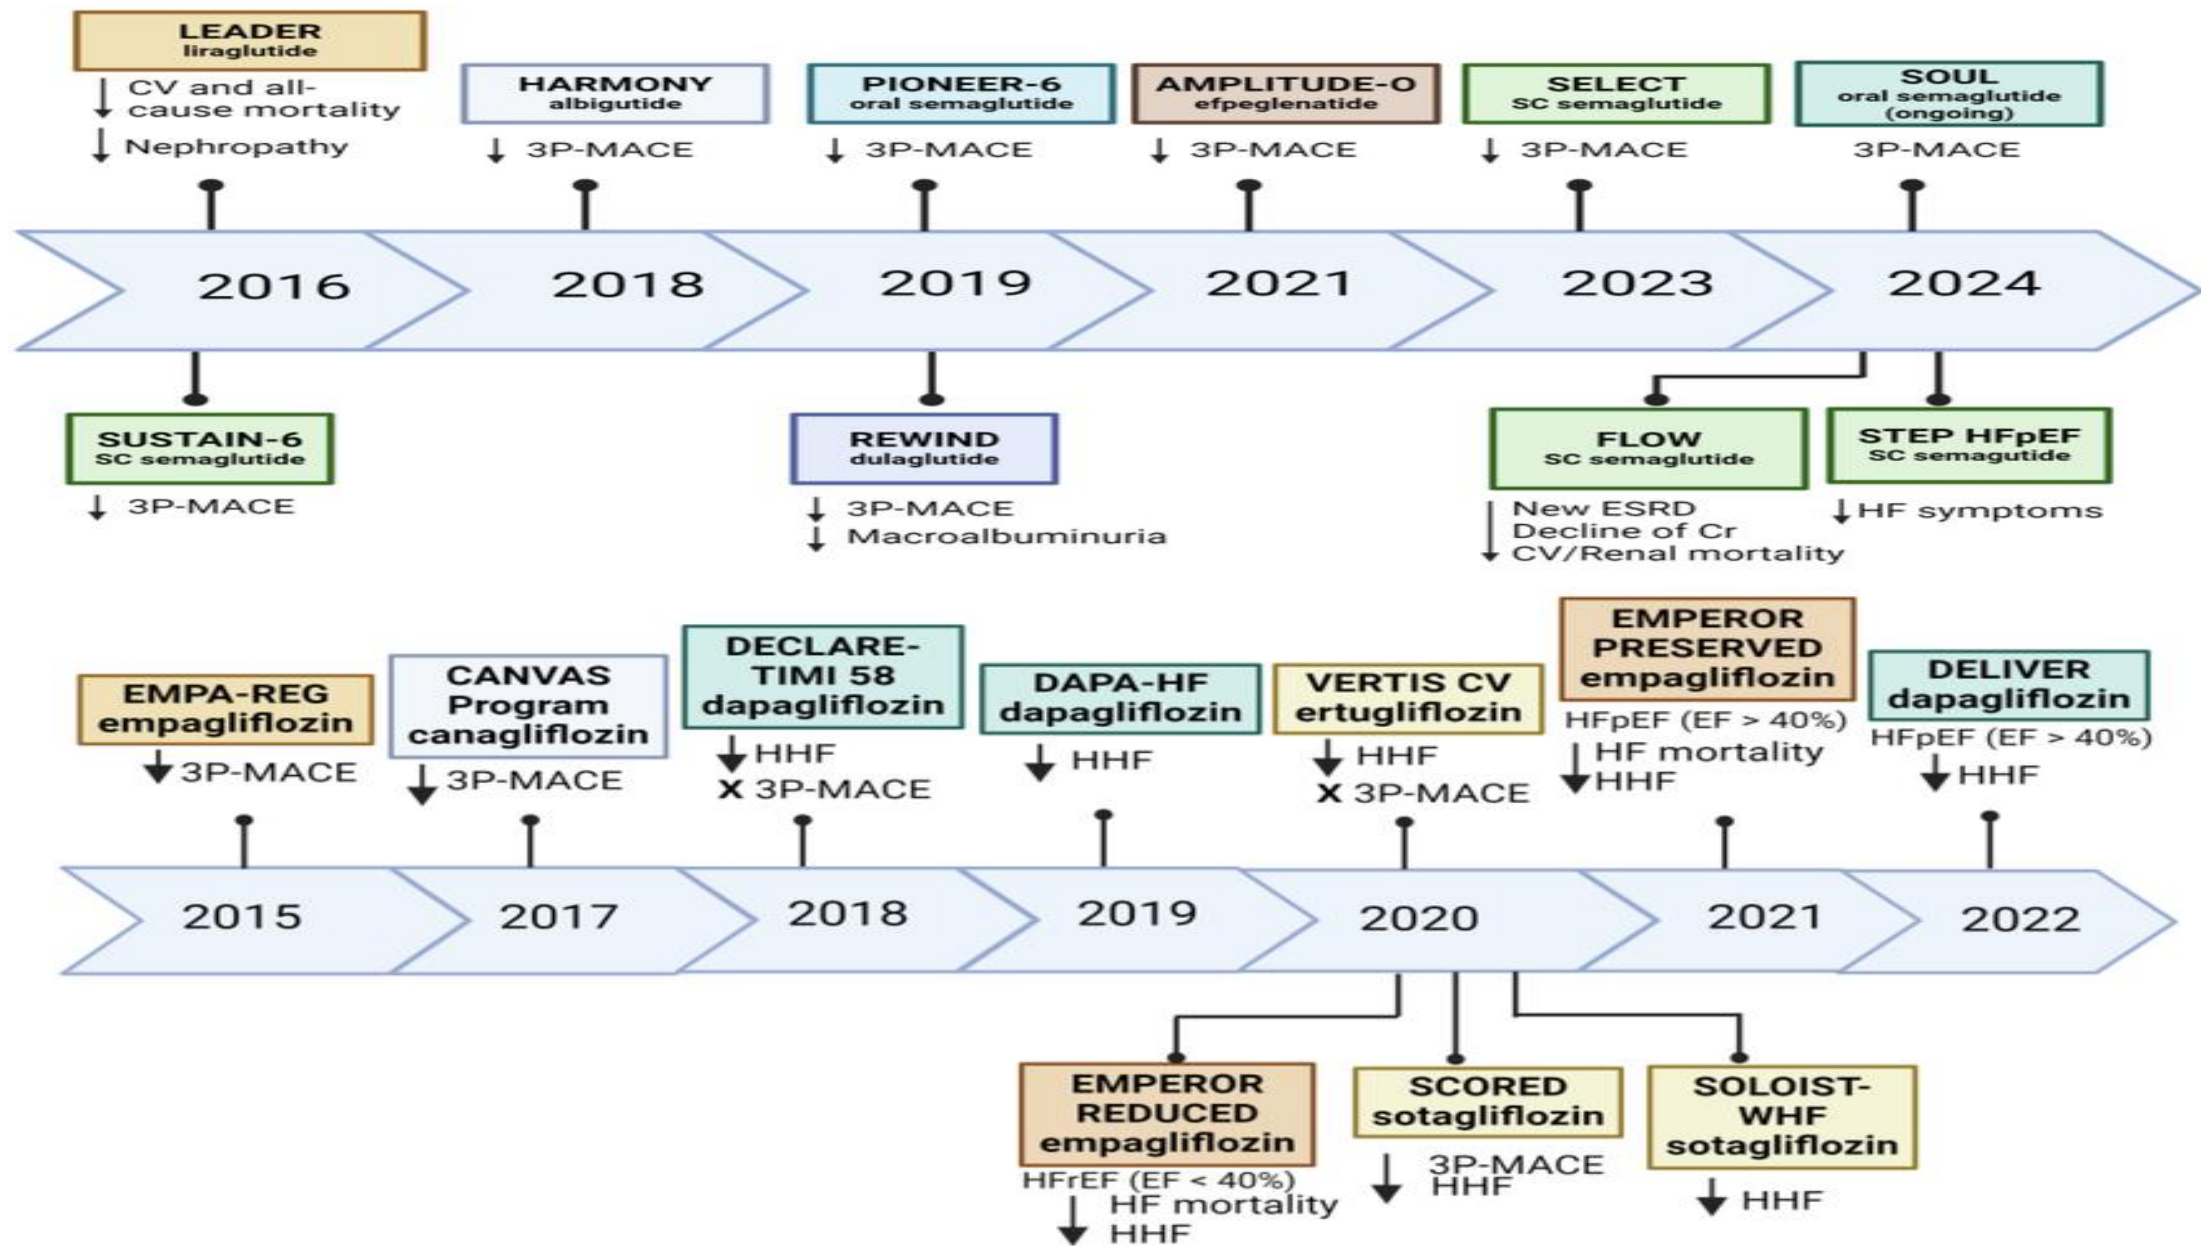 LEADER
liraglutide
↓ CV and all-
cause mortality
↓ Nephropathy
HARMONY
albigutide
↓ 3P-MACE
PIONEER-6
oral semaglutide
↓ 3P-MACE
AMPLITUDE-O
efpeglenatide
↓ 3P-MACE
SELECT
SC semaglutide
↓ 3P-MACE
SOUL
oral semaglutide
(ongoing)
3P-MACE
2016
2018
2019
2021
2023
2024
SUSTAIN-6
SC semaglutide
↓ 3P-MACE
REWIND
dulaglutide
↓ 3P-MACE
↓ Macroalbuminuria
FLOW
SC semaglutide
↓ New ESRD
Decline of Cr
CV/Renal mortality
STEP HFpEF
SC semagutide
↓ HF symptoms
EMPA-REG
empagliflozin
↓ 3P-MACE
CANVAS
Program
canagliflozin
↓ 3P-MACE
DECLARE-
TIMI 58
dapagliflozin
↓ HHF
X 3P-MACE
DAPA-HF
dapagliflozin
↓ HHF
VERTIS CV
ertugliflozin
↓ HHF
X 3P-MACE
EMPEROR
PRESERVED
empagliflozin
HFpEF (EF > 40%)
↓ HF mortality
HHF
DELIVER
dapagliflozin
HFpEF (EF > 40%)
↓ HHF
2015
2017
2018
2019
2020
2021
2022
EMPEROR
REDUCED
empagliflozin
HFrEF (EF < 40%)
↓ HF mortality
HHF
SCORED
sotagliflozin
↓ 3P-MACE
HHF
SOLOIST-
WHF
sotagliflozin
↓ HHF